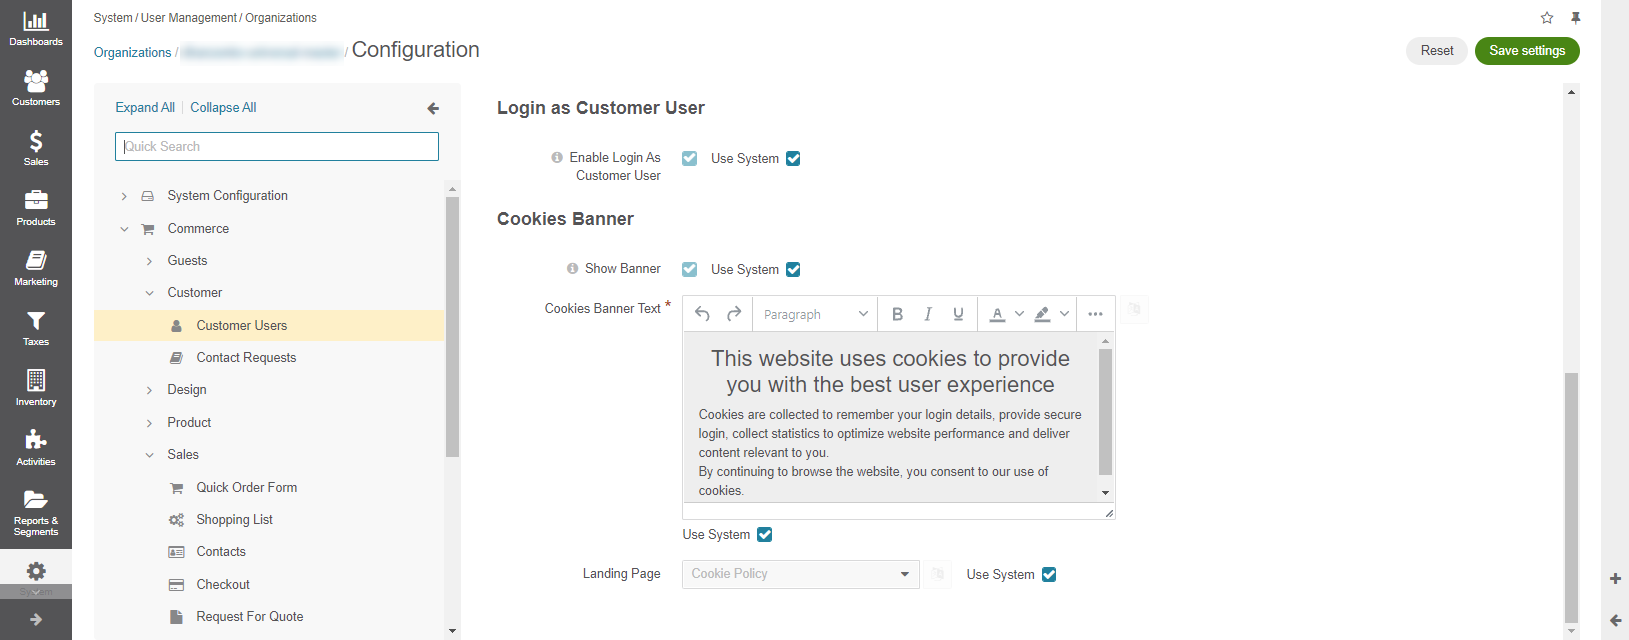 Dashboards
Customers
Sales
Products
Marketing
Taxes
Inventory
Activities
Reports &
Segments
System
System / User Management / Organizations
Organizations /
/ Configuration
Reset
Save settings
Expand All
Collapse All
Quick Search
System Configuration
Commerce
Guests
Customer
Customer Users
Contact Requests
Design
Product
Sales
Quick Order Form
Shopping List
Contacts
Checkout
Request For Quote
Login as Customer User
Enable Login As
Customer User
Use System
Cookies Banner
Show Banner
Use System
Cookies Banner Text *
Paragraph
B I U A
This website uses cookies to provide
you with the best user experience
Cookies are collected to remember your login details, provide secure
login, collect statistics to optimize website performance and deliver
content relevant to you.
By continuing to browse the website, you consent to our use of
cookies.
Use System
Landing Page
Cookie Policy
Use System